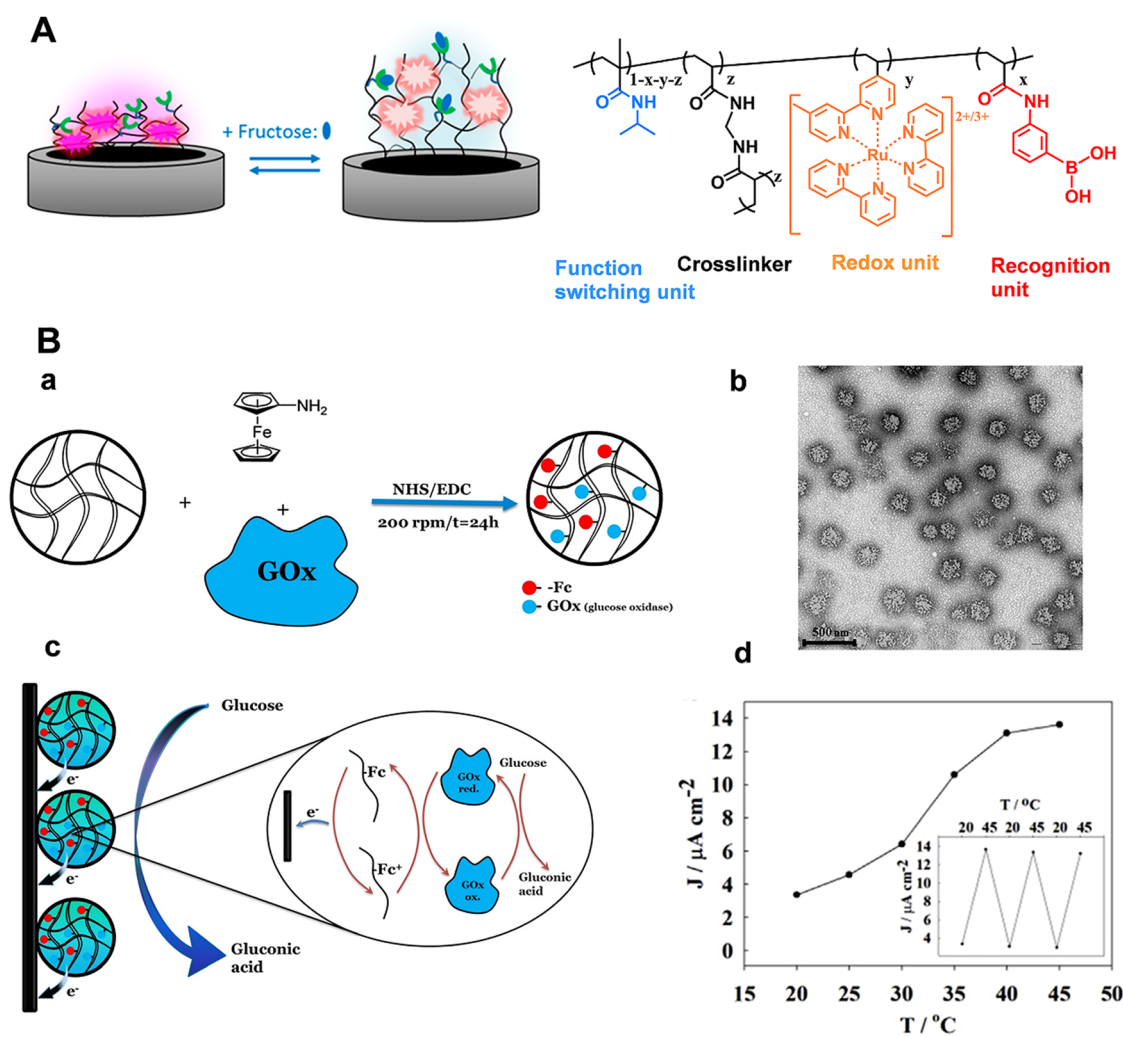 A
+ Fructose:
1-x-y-z
z
y
x
O
NH
O
NH
NH
O
z
N
N
N
N
Ru
N
N
2+/3+
O
NH
B
OH
OH
Function
switching unit
Crosslinker
Redox unit
Recognition
unit
B
a
NH2
Fe
+
+
GOx
NHS/EDC
200 rpm/t=24h
-Fc
GOx (glucose oxidase)
b
500 nm
c
e-
e-
e-
Glucose
Gluconic
acid
e-
-Fc
-Fc+
GOx
red.
GOx
ox.
Glucose
Gluconic
acid
d
J / μA cm-2
14
12
10
8
6
4
2
0
15 20 25 30 35 40 45 50
T / oC
T / oC
20 45 20 45 45
J / μA cm-2
14
12
10
8
6
4